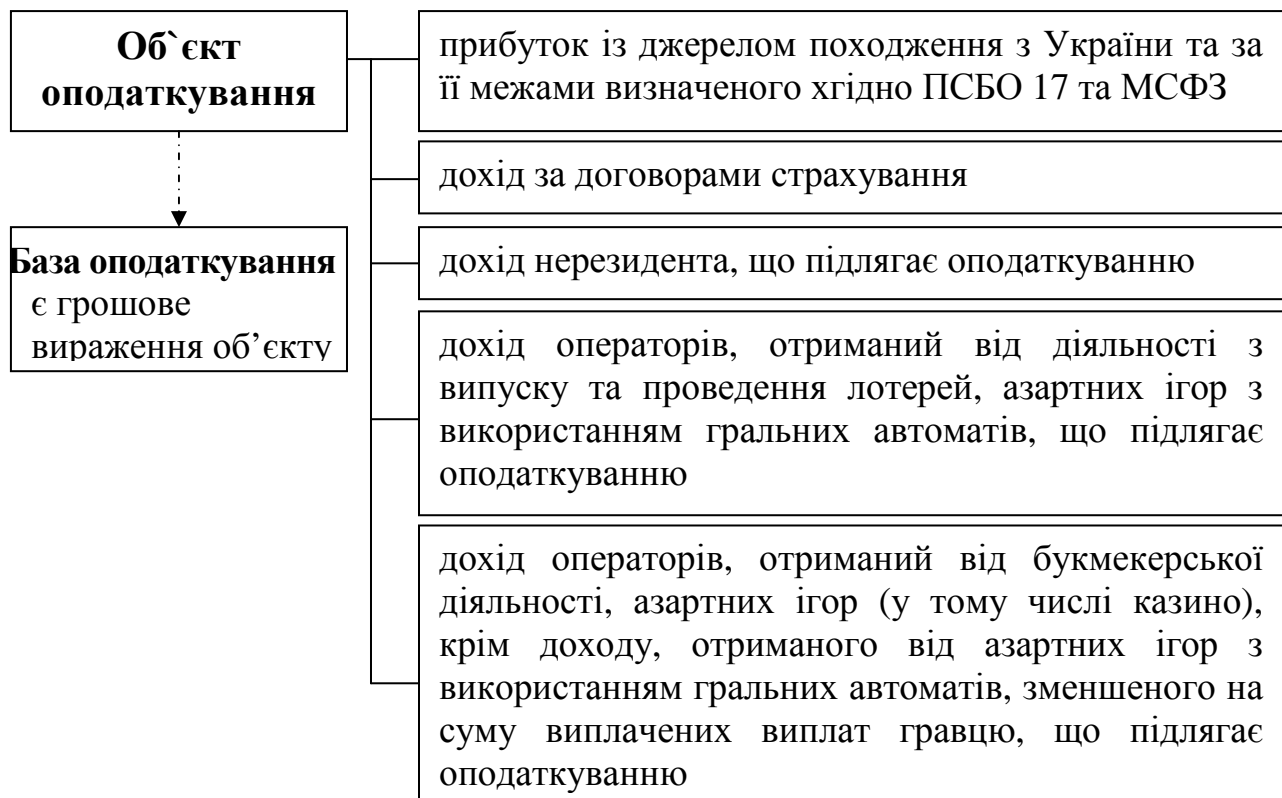 Об`єкт
оподаткування
База оподаткування
є грошове
вираження об’єкту
прибуток із джерелом походження з України та за
її межами визначеного хгідно ПСБО 17 та МСФЗ
дохід за договорами страхування
дохід нерезидента, що підлягає оподаткуванню
дохід операторів, отриманий від діяльності з
випуску та проведення лотерей, азартних ігор з
використанням гральних автоматів, що підлягає
оподаткуванню
дохід операторів, отриманий від букмекерської
діяльності, азартних ігор (у тому числі казино),
крім доходу, отриманого від азартних ігор з
використанням гральних автоматів, зменшеного на
суму виплачених виплат гравцю, що підлягає
оподаткуванню